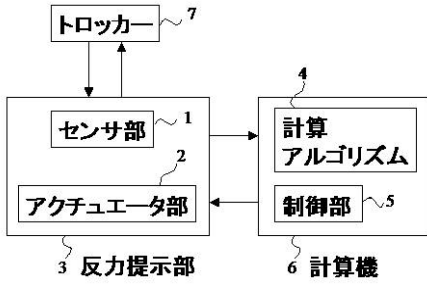 トロッカー 7
センサ部 1
2
アクチュエータ部
3 反力提示部
4
計算
アルゴリズム
制御部 5
6 計算機